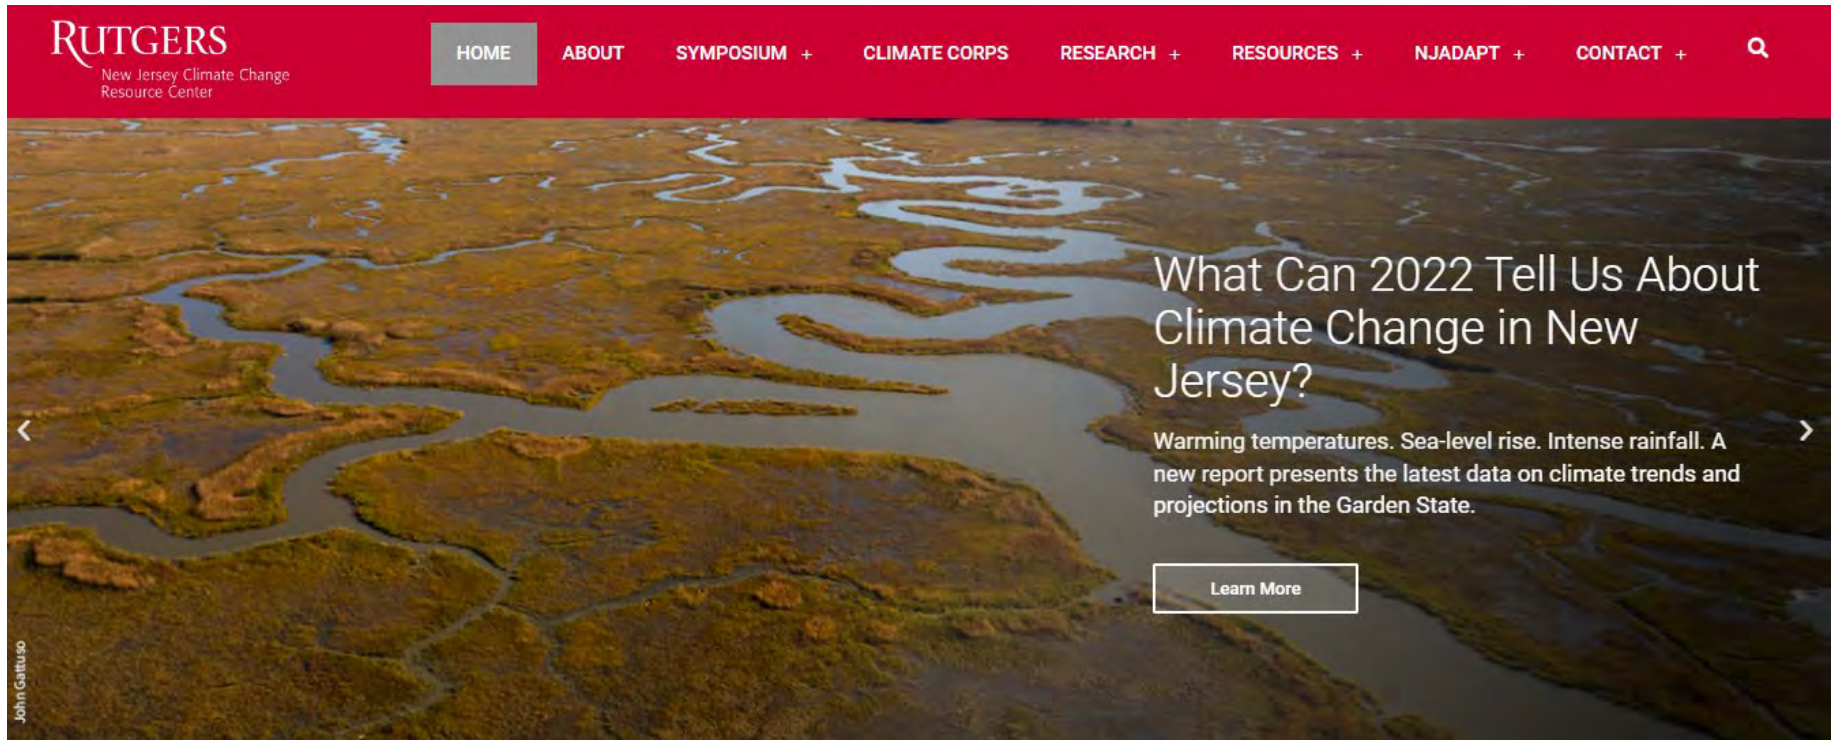 RUTGERS
New Jersey Climate Change
Resource Center
HOME
ABOUT
SYMPOSIUM +
CLIMATE CORPS
RESEARCH +
RESOURCES +
NJADAPT +
CONTACT +
What Can 2022 Tell Us About
Climate Change in New
Jersey?
Warming temperatures. Sea-level rise. Intense rainfall. A
new report presents the latest data on climate trends and
projections in the Garden State.
Learn More
John Gattuso